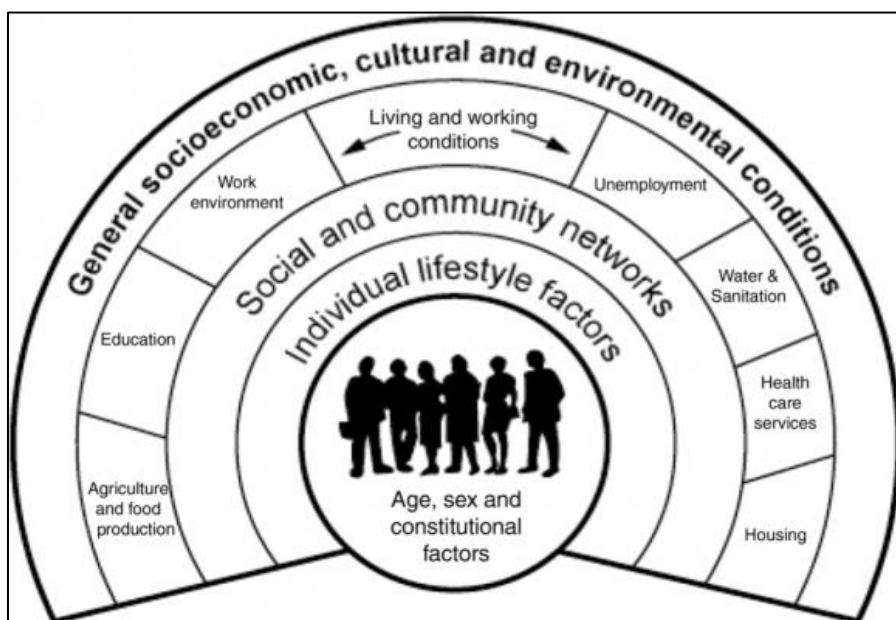 General socioeconomic, cultural and environmental conditions
Living and working
conditions
Work
environment
Unemployment
Education
Water &
Sanitation
Agriculture
and food
production
Health
care
services
Housing
Social and community networks
Individual lifestyle factors
Age, sex and
constitutional
factors